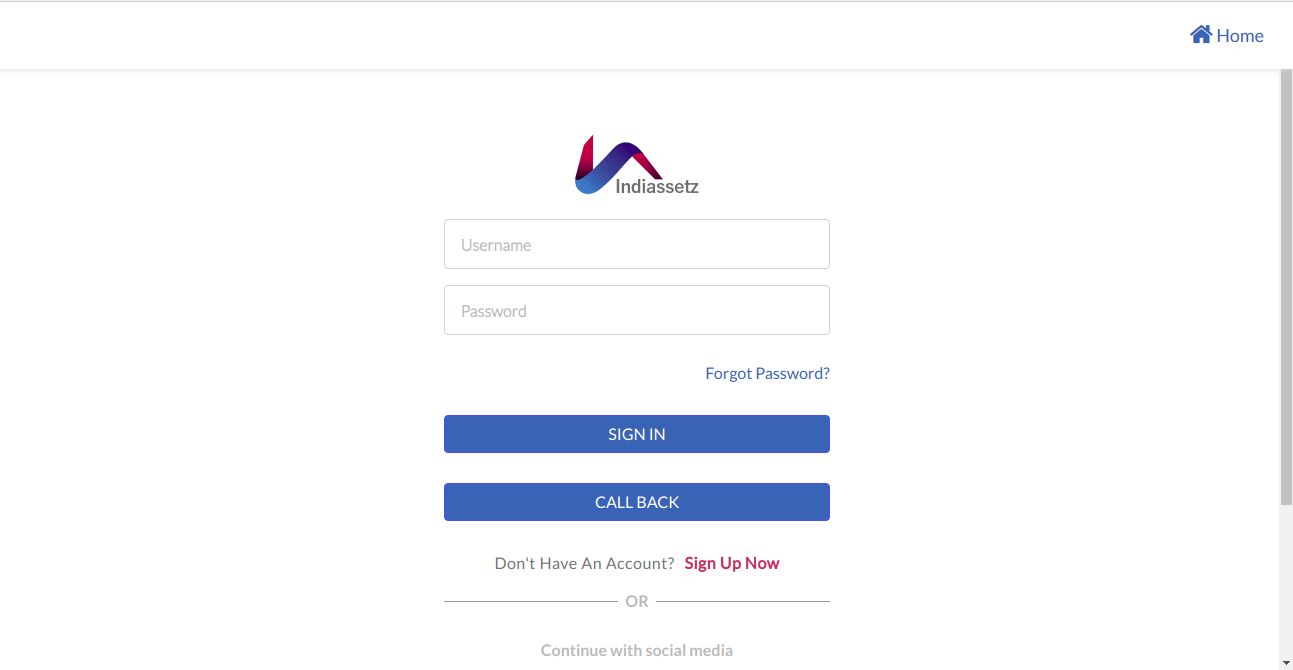 Home
Indiassetz
Username
Password
Forgot Password?
SIGN IN
CALL BACK
Don't Have An Account? Sign Up Now
OR
Continue with social media